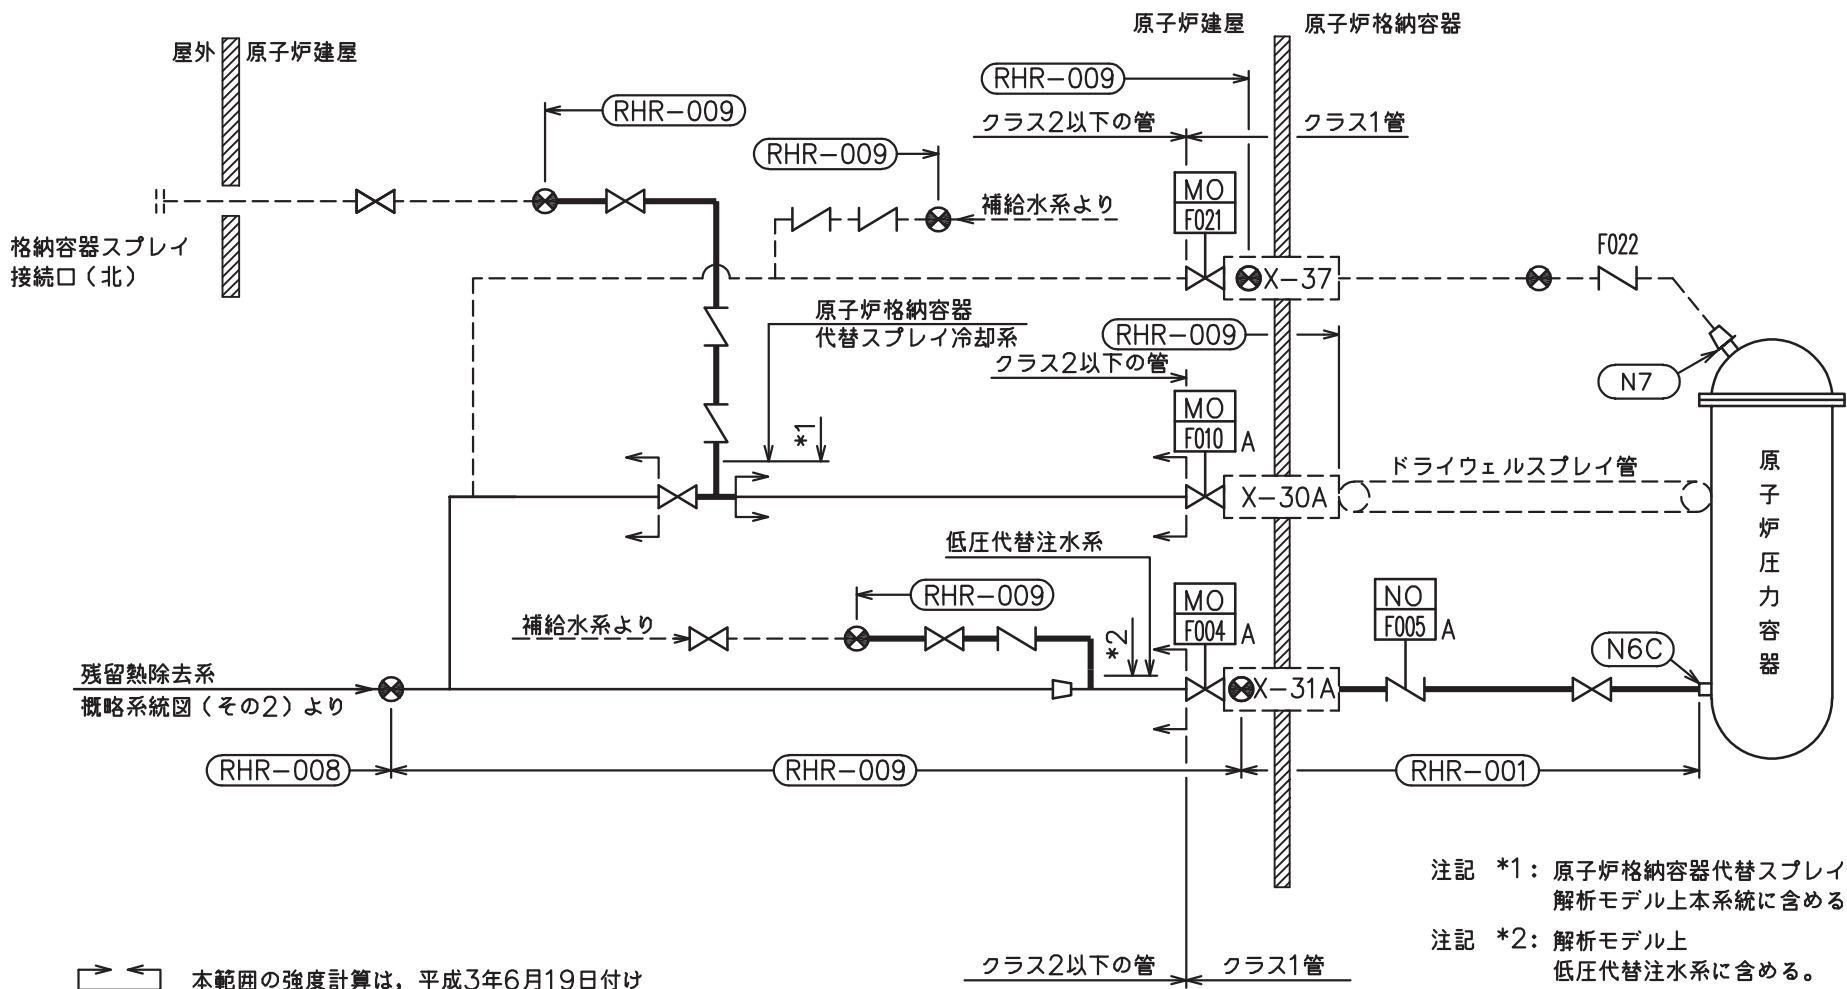 原子炉建屋
原子炉格納容器
屋外
原子炉建屋
RHR-009
RHR-009
クラス2以下の管
クラス1管
RHR-009
MO
F021
補給水系より
格納容器スプレイ
接続口(北)
F022
X-37
原子炉格納容器
代替スプレイ冷却系
RHR-009
クラス2以下の管
N7
MO
F010
A
*1
原子炉圧力容器
ドライウェルスプレイ管
X-30A
低圧代替注水系
RHR-009
MO
F004
A
NO
F005
A
補給水系より
*2
N6C
残留熱除去系
概略系統図(その2)より
X-31A
RHR-008
RHR-009
RHR-001
注記 *1: 原子炉格納容器代替スプレイ
解析モデル上本系統に含める
注記 *2: 解析モデル上
低圧代替注水系に含める。
クラス2以下の管
クラス1管
本範囲の強度計算は,平成3年6月19日付け